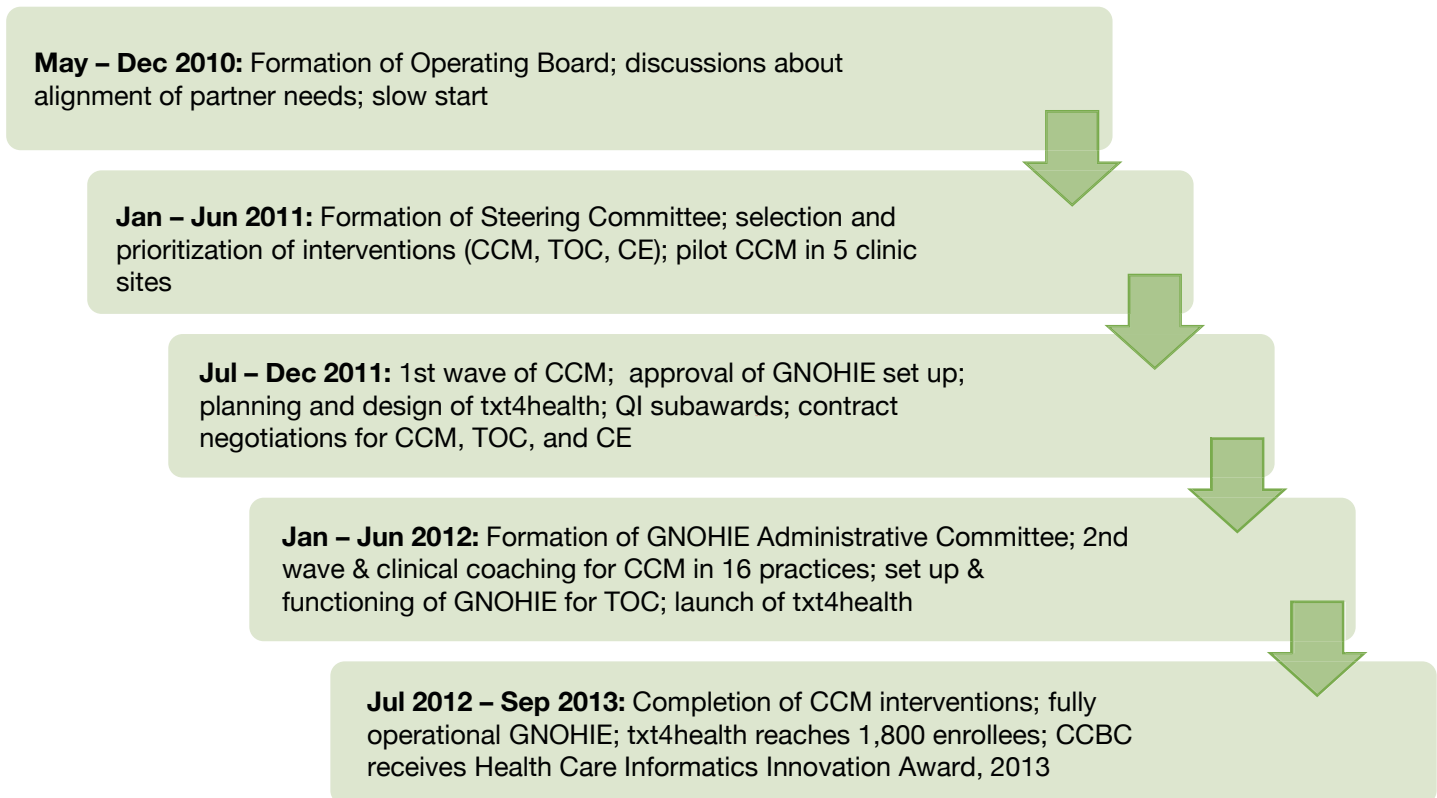 May – Dec 2010: Formation of Operating Board; discussions about
alignment of partner needs; slow start
Jan – Jun 2011: Formation of Steering Committee; selection and
prioritization of interventions (CCM, TOC, CE); pilot CCM in 5 clinic
sites
Jul – Dec 2011: 1st wave of CCM;  approval of GNOHIE set up;
planning and design of txt4health; QI subawards; contract
negotiations for CCM, TOC, and CE
Jan – Jun 2012: Formation of GNOHIE Administrative Committee; 2nd
wave & clinical coaching for CCM in 16 practices; set up &
functioning of GNOHIE for TOC; launch of txt4health
Jul 2012 – Sep 2013: Completion of CCM interventions; fully
operational GNOHIE; txt4health reaches 1,800 enrollees; CCBC
receives Health Care Informatics Innovation Award, 2013